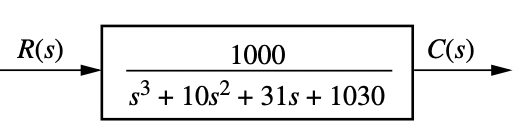 R(s)
1000
s³ + 10s² + 31s + 1030
C(s)